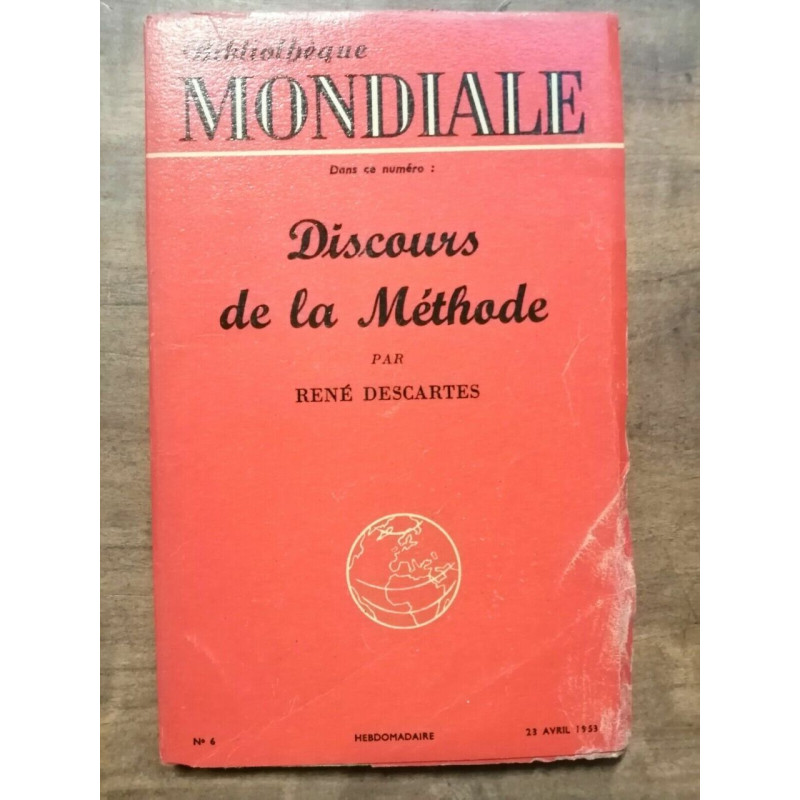 Bibliothèque
MONDIALE
Dans ce numéro :
Discours
de la Méthode
PAR
RENÉ DESCARTES
N° 6 HEBDOMADAIRE 23 AVRIL 1953